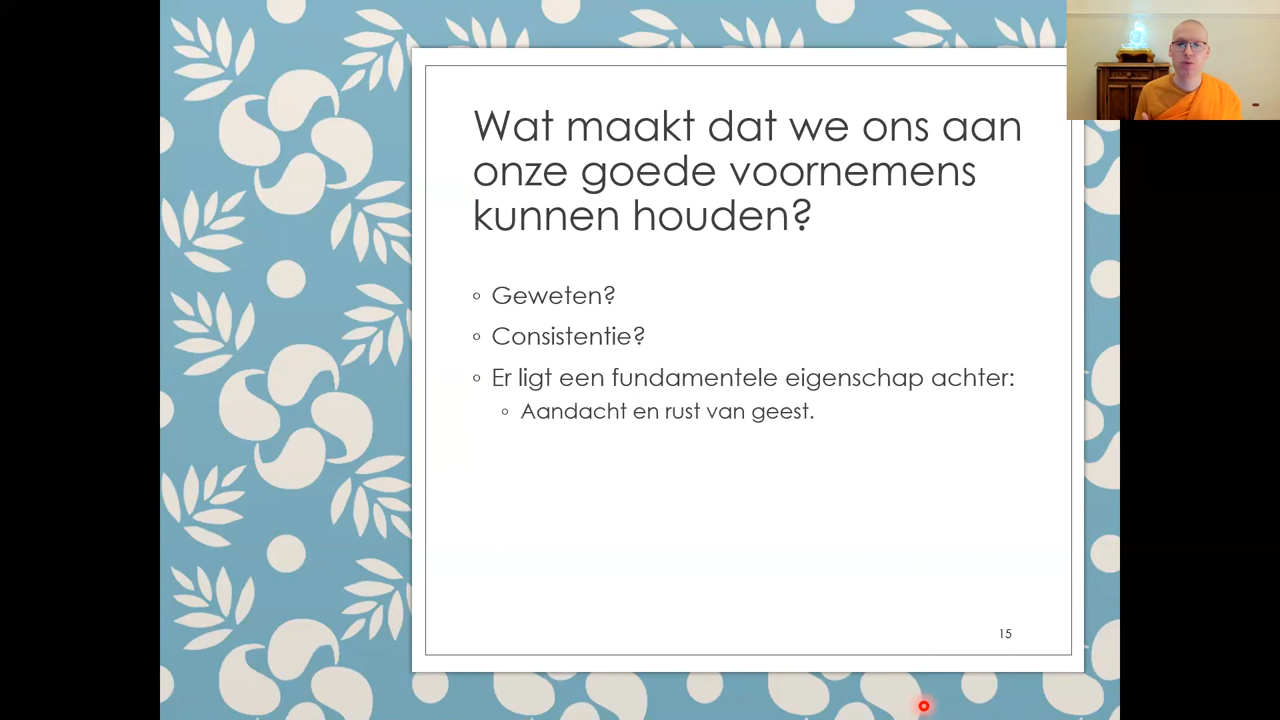 Wat maakt dat we ons aan
onze goede voornemens
kunnen houden?
Geweten?
Consistentie?
Er ligt een fundamentele eigenschap achter:
Aandacht en rust van geest.
15